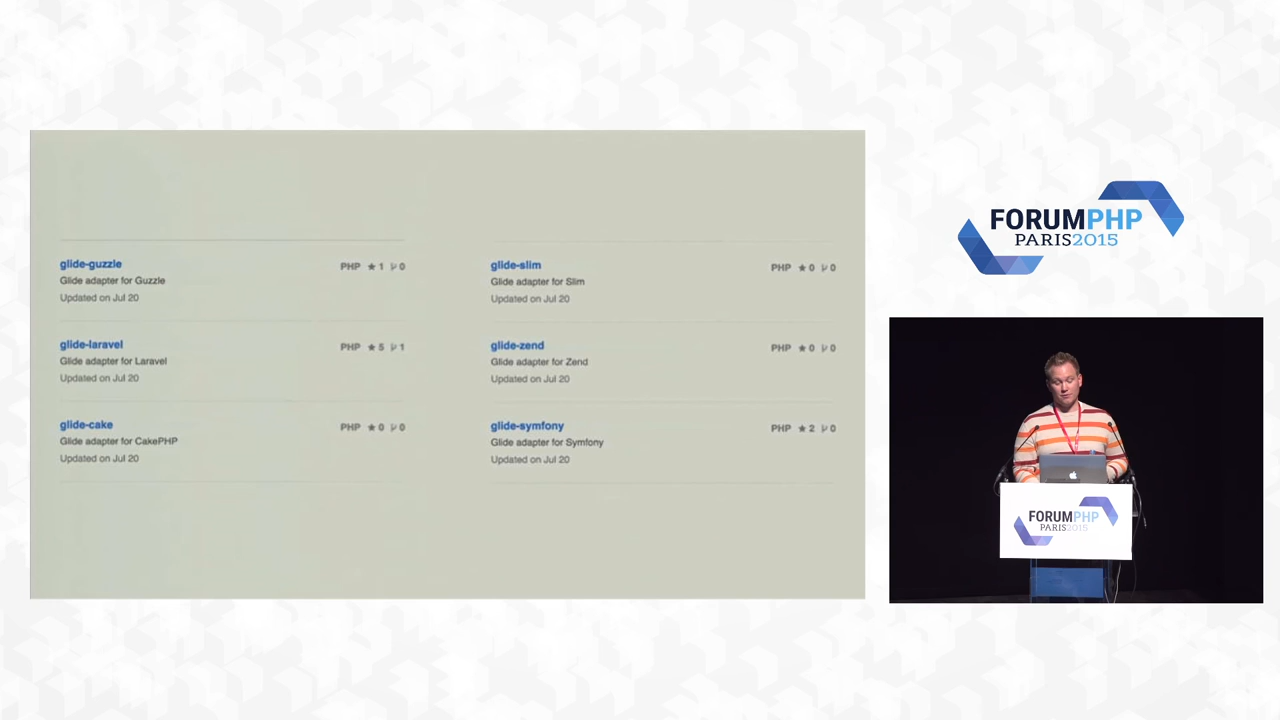 glide-guzzle
PHP ★ 1 0
Glide adapter for Guzzle
Updated on Jul 20
glide-laravel
PHP ★ 5 1
Glide adapter for Laravel
Updated on Jul 20
glide-cake
PHP ★ 0 0
Glide adapter for CakePHP
Updated on Jul 20
glide-slim
PHP ★ 0 0
Glide adapter for Slim
Updated on Jul 20
glide-zend
PHP ★ 0 0
Glide adapter for Zend
Updated on Jul 20
glide-symfony
PHP ★ 2 0
Glide adapter for Symfony
Updated on Jul 20
FORUMPHP
PARIS2015
FORUMPHP
PARIS2015